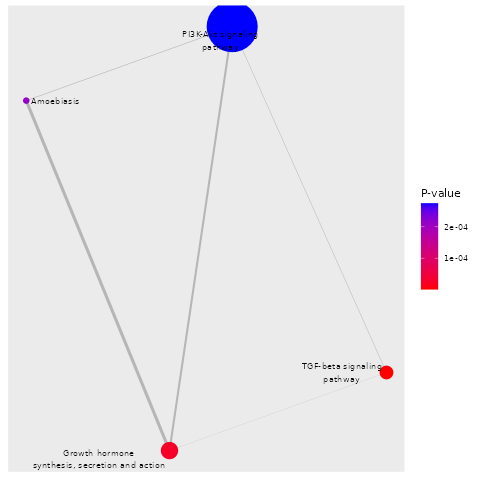 PI3K-Akt signaling
pathway
Amoebiasis
P-value
2e-04
1e-04
TGF-beta signaling
pathway
Growth hormone
synthesis, secretion and action